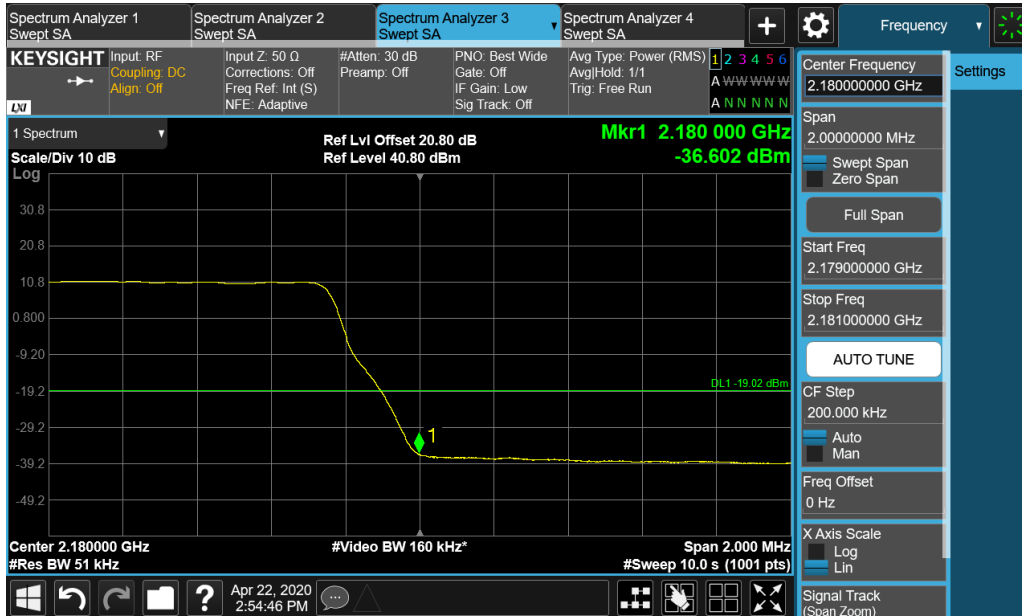 Spectrum Analyzer 1
Swept SA
Spectrum Analyzer 2
Swept SA
Spectrum Analyzer 3
Swept SA
Spectrum Analyzer 4
Swept SA
+
Frequency
KEYSIGHT
LXI
Input: RF
Coupling: DC
Align: Off
Input Z: 50 Ω
Corrections: Off
Freq Ref: Int (S)
NFE: Adaptive
#Atten: 30 dB
Preamp: Off
PNO: Best Wide
Gate: Off
IF Gain: Low
Sig Track: Off
Avg Type: Power (RMS)
Avg|Hold: 1/1
Trig: Free Run
1 2 3 4 5 6
A W W W W W
A N N N N N
1 Spectrum
Scale/Div 10 dB
Log
Ref Lvl Offset 20.80 dB
Ref Level 40.80 dBm
Mkr1 2.180 000 GHz
-36.602 dBm
30.8
20.8
10.8
0.800
-9.20
-19.2
-29.2
-39.2
-49.2
DL1 -19.02 dBm
1
Center 2.180000 GHz
#Res BW 51 kHz
#Video BW 160 kHz*
Span 2.000 MHz
#Sweep 10.0 s (1001 pts)
Center Frequency
2.180000000 GHz
Settings
Span
2.00000000 MHz
Swept Span
Zero Span
Full Span
Start Freq
2.179000000 GHz
Stop Freq
2.181000000 GHz
AUTO TUNE
CF Step
200.000 kHz
Auto
Man
Freq Offset
0 Hz
X Axis Scale
Log
Lin
Signal Track
(Span Zoom)
?
Apr 22, 2020
2:54:46 PM